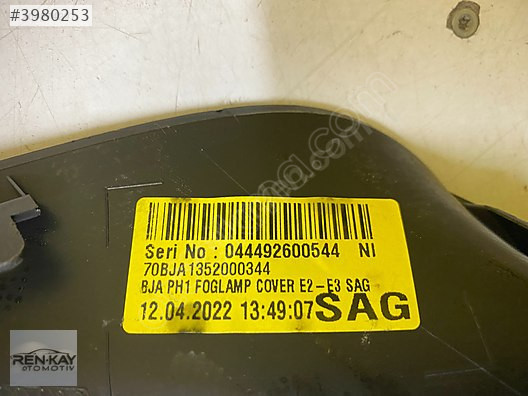 #3980253
Seri No : 044492600544 NI
70BJA1352000344
BJA PH1 FOGLAMP COVER E2-E3 SAG
12.04.2022 13:49:07 SAG
REN-KAY
OTOMOTİV